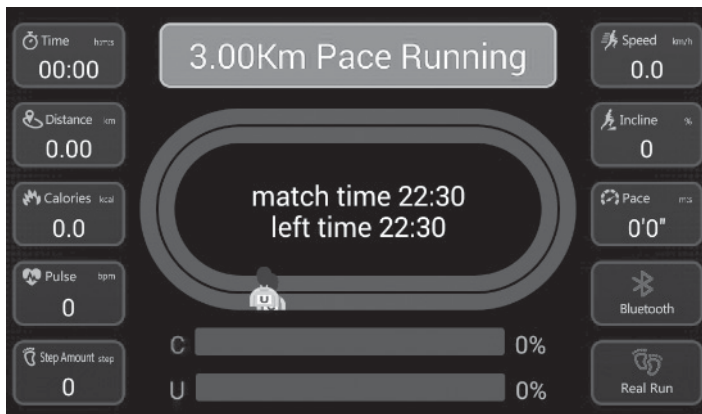 Time h:m:s
00:00
Distance km
0.00
Calories kcal
0.0
Pulse bpm
0
Step Amount step
0
3.00Km Pace Running
match time 22:30
left time 22:30
U
C 0%
U 0%
Speed km/h
0.0
Incline %
0
Pace m:s
0'0"
Bluetooth
Real Run